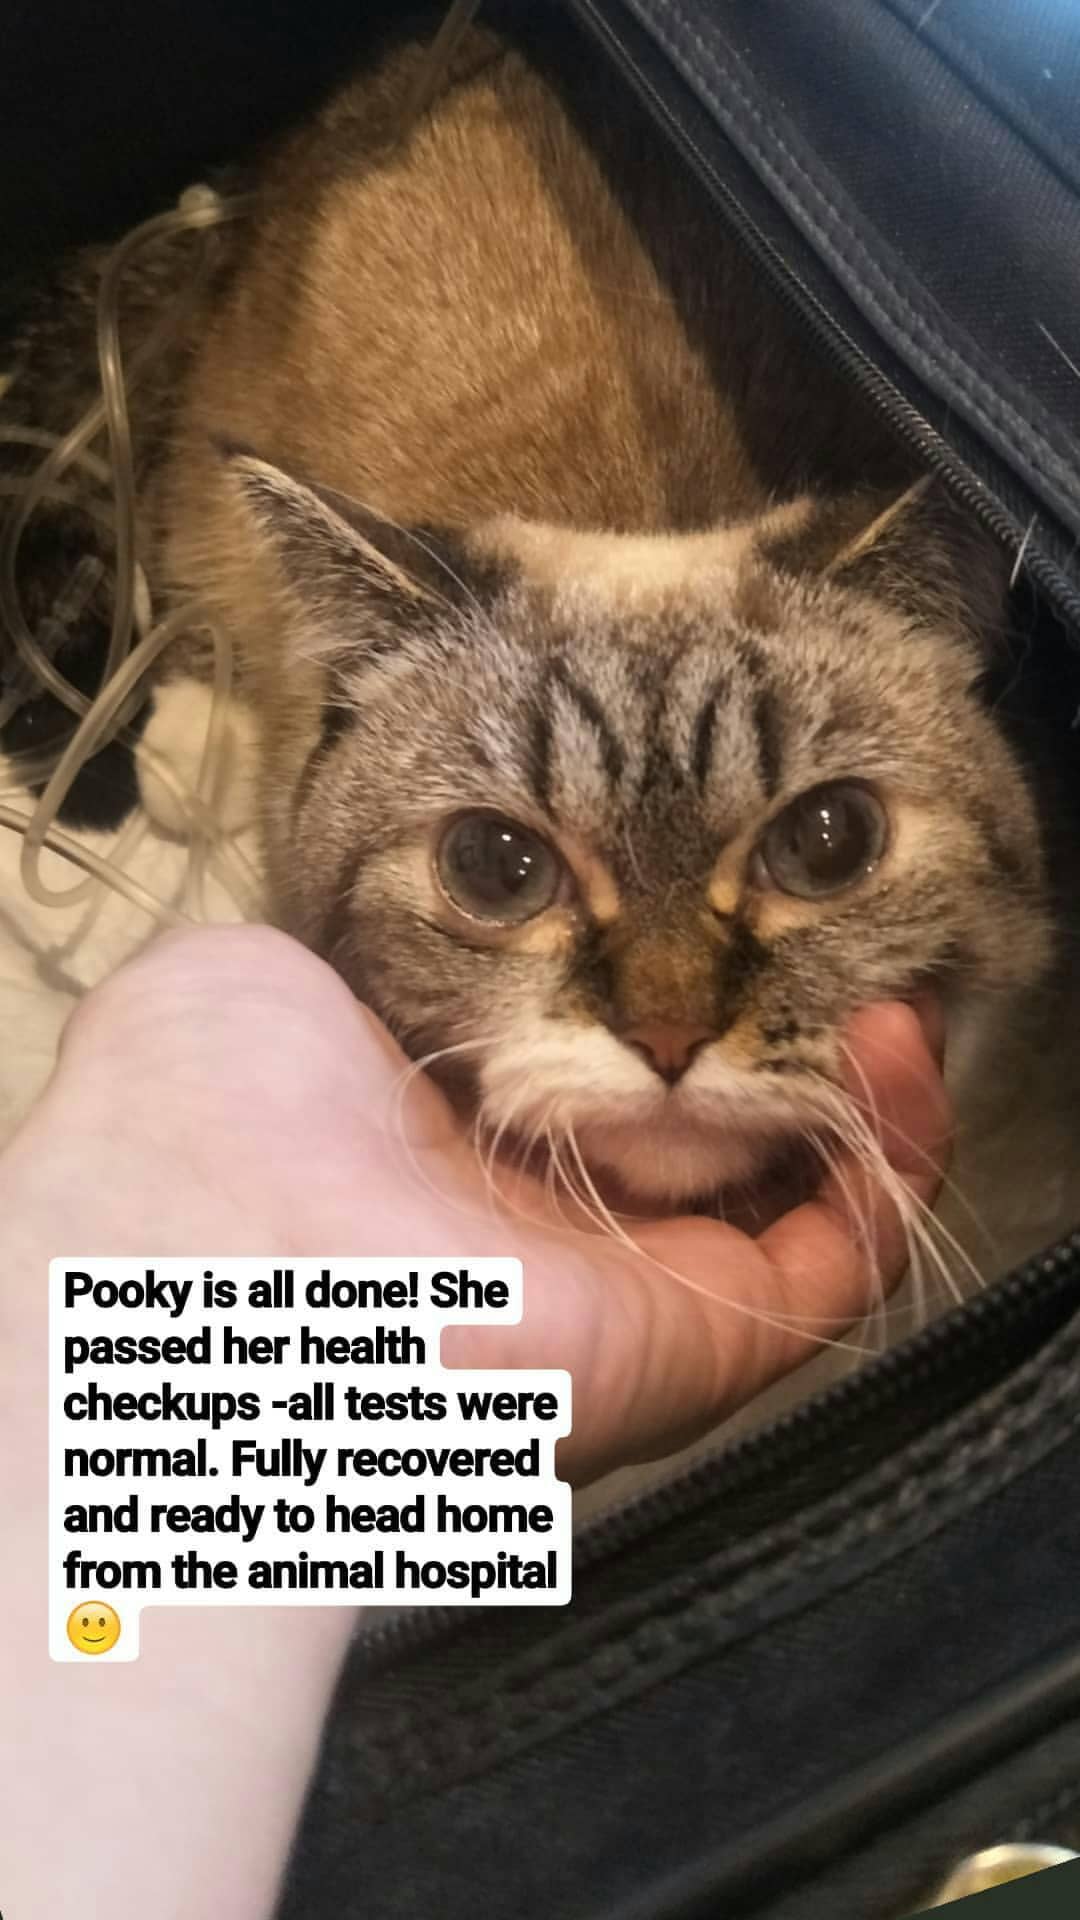 Pooky is all done! She
passed her health
checkups -all tests were
normal. Fully recovered
and ready to head home
from the animal hospital
🙂